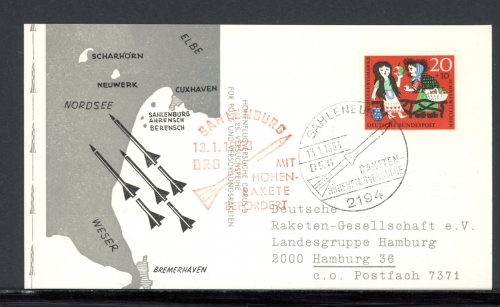 ELBE
SCHARHÖRN
NEUWERK
CUXHAVEN
NORDSEE
SAHLENBURG
AHRENSCH
BERENSCH
WESER
BREMERHAVEN
SAHLENBURG
13.1.1963
DRG
MIT
HÖHEN-
RAKETE
BEFÖRDERT
20
+10
DEUTSCHE BUNDESPOST
13.1.1963
DRG
RAKETEN-
2194
Deutsche
Raketen-Gesellschaft e.V.
Landesgruppe Hamburg
2000 Hamburg 36
c.o. Postfach 7371